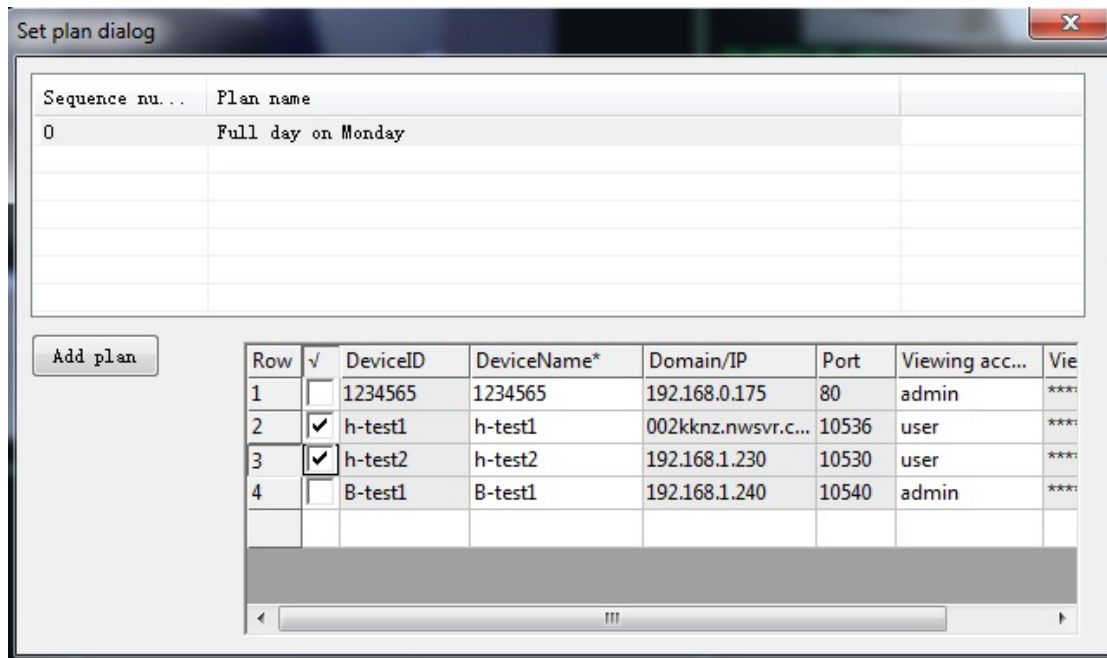 Set plan dialog
Sequence nu... Plan name
0 Full day on Monday
Add plan
Row √ DeviceID DeviceName* Domain/IP Port Viewing acc... Vie
1 1234565 1234565 192.168.0.175 80 admin ****
2 h-test1 h-test1 002kknz.nwsvr.c... 10536 user ****
3 h-test2 h-test2 192.168.1.230 10530 user ****
4 B-test1 B-test1 192.168.1.240 10540 admin ****